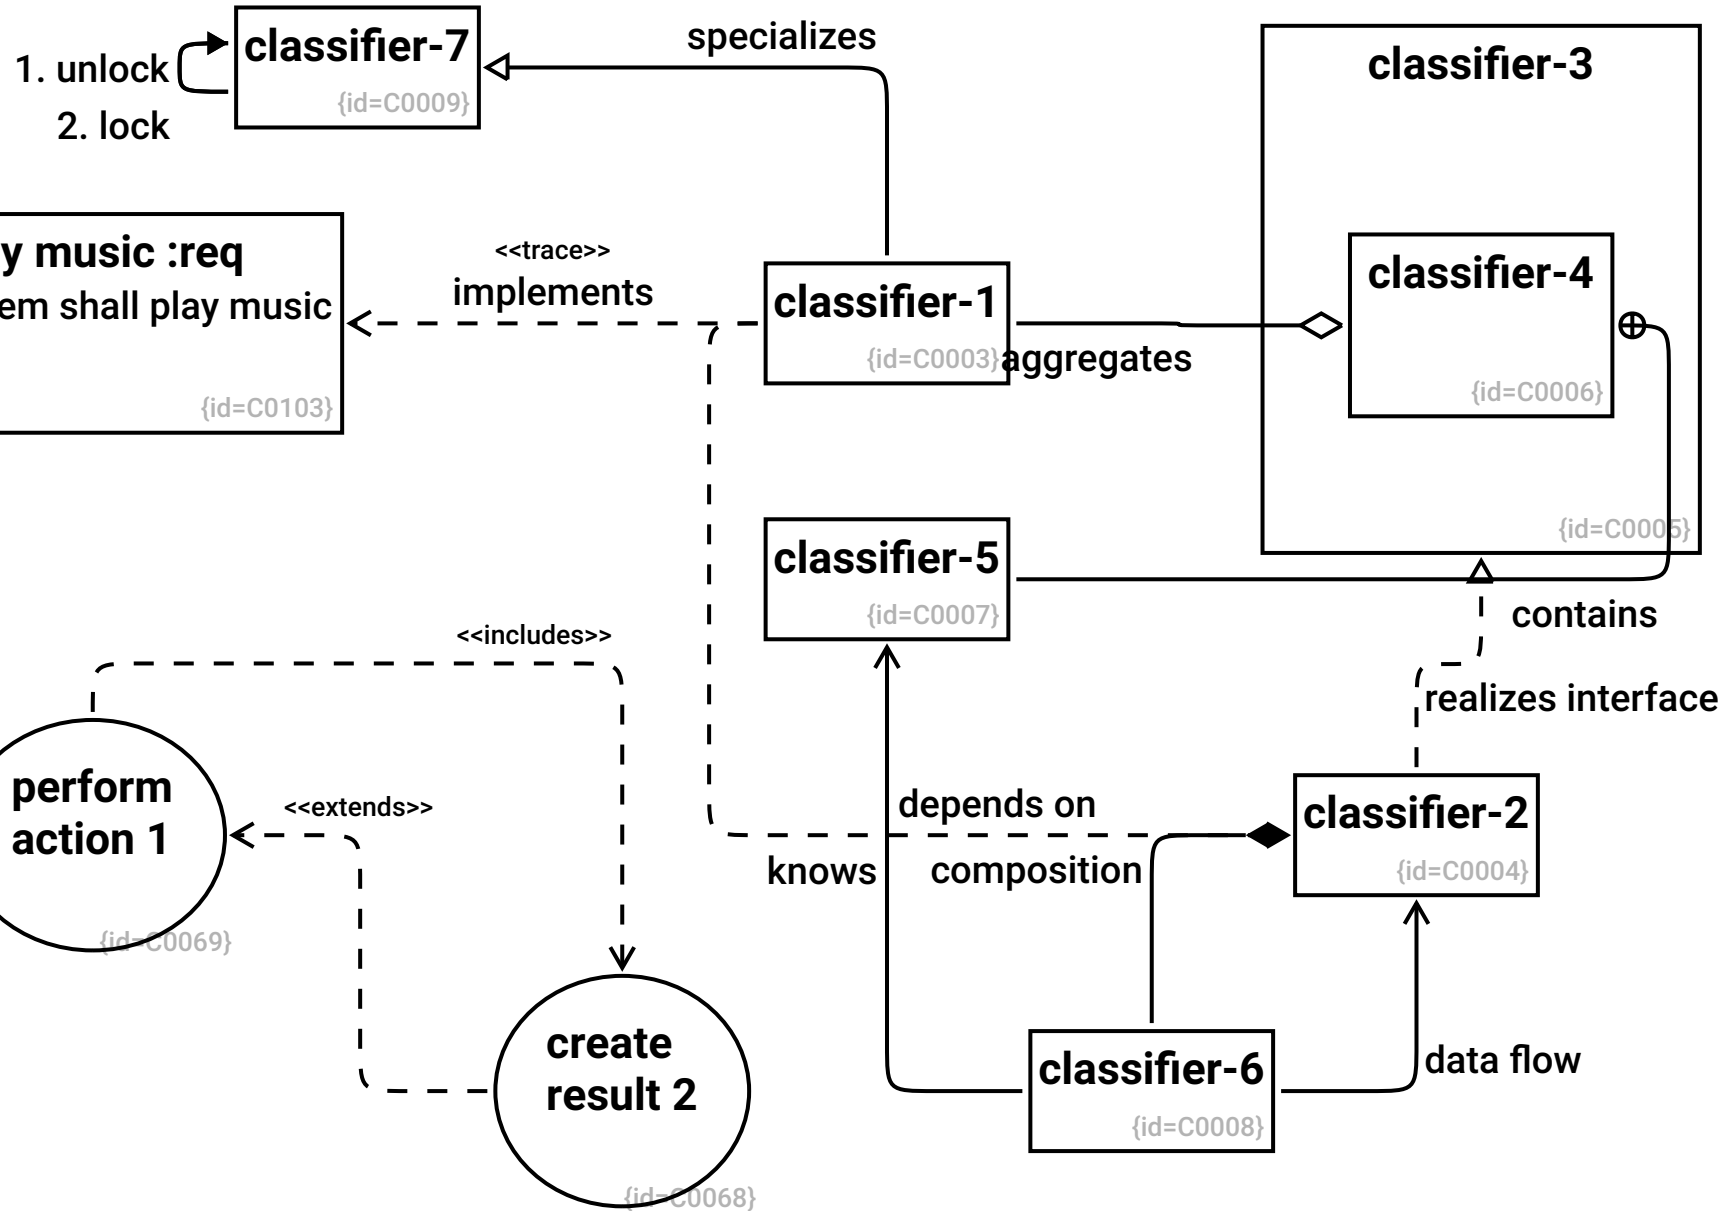 specializes
classifier-7
{id=C0009}
1. unlock
2. lock
classifier-3
y music :req
em shall play music
{id=C0103}
<<trace>>
implements
classifier-1
{id=C0003}
aggregates
classifier-4
{id=C0006}
{id=C0005}
classifier-5
{id=C0007}
contains
<<includes>>
realizes interface
perform
action 1
{id=C0069}
<<extends>>
depends on
knows
composition
classifier-2
{id=C0004}
create
result 2
{id=C0068}
classifier-6
{id=C0008}
data flow